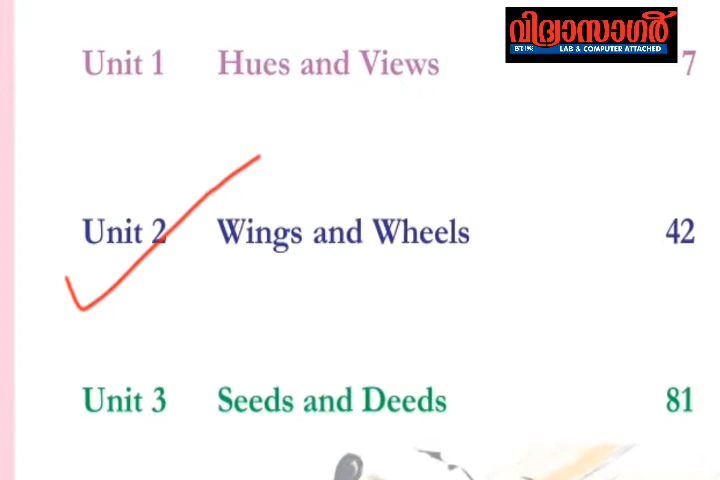 വിദ്യാസാഗർ
LAB & COMPUTER ATTACHED
Unit 1 Hues and Views 7
Unit 2 Wings and Wheels 42
Unit 3 Seeds and Deeds 81